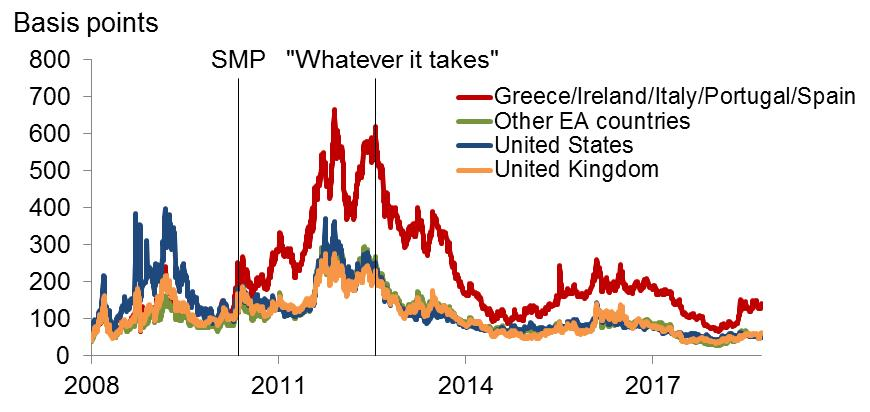 Basis points
SMP "Whatever it takes"
800
700
600
500
400
300
200
100
0
Greece/Ireland/Italy/Portugal/Spain
Other EA countries
United States
United Kingdom
2008 2011 2014 2017